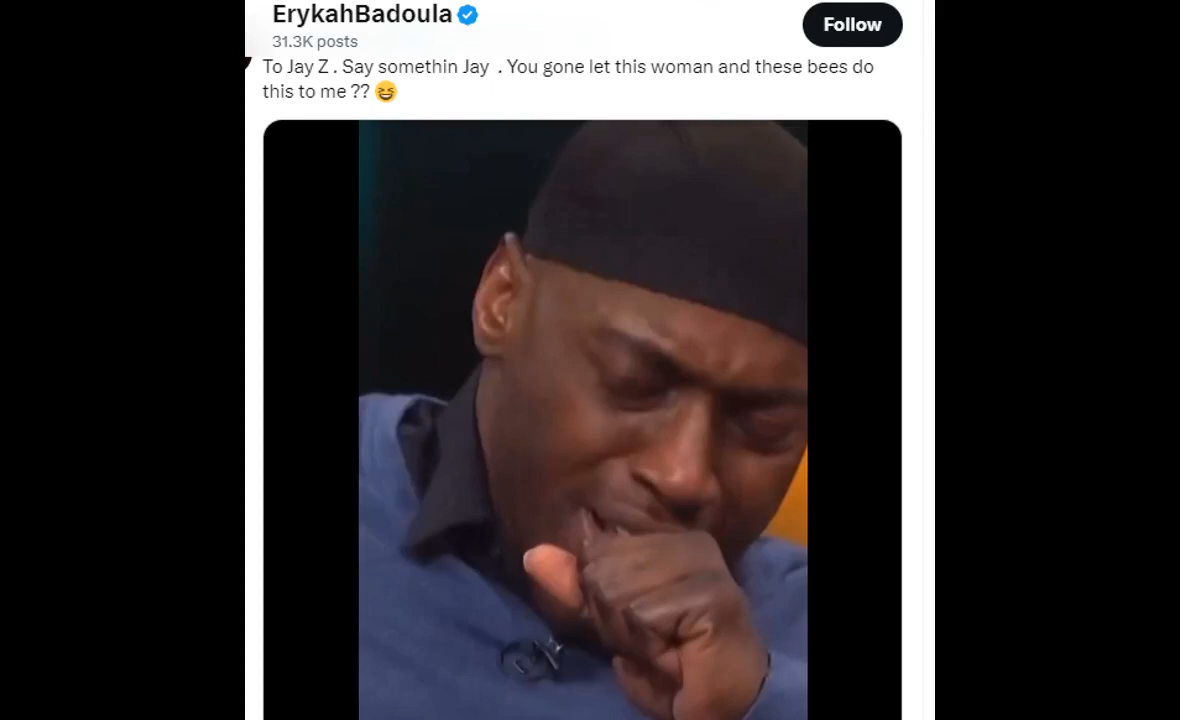 ErykahBadoula
Follow
31.3K posts
To Jay Z . Say somethin Jay . You gone let this woman and these bees do
this to me ?? 😆